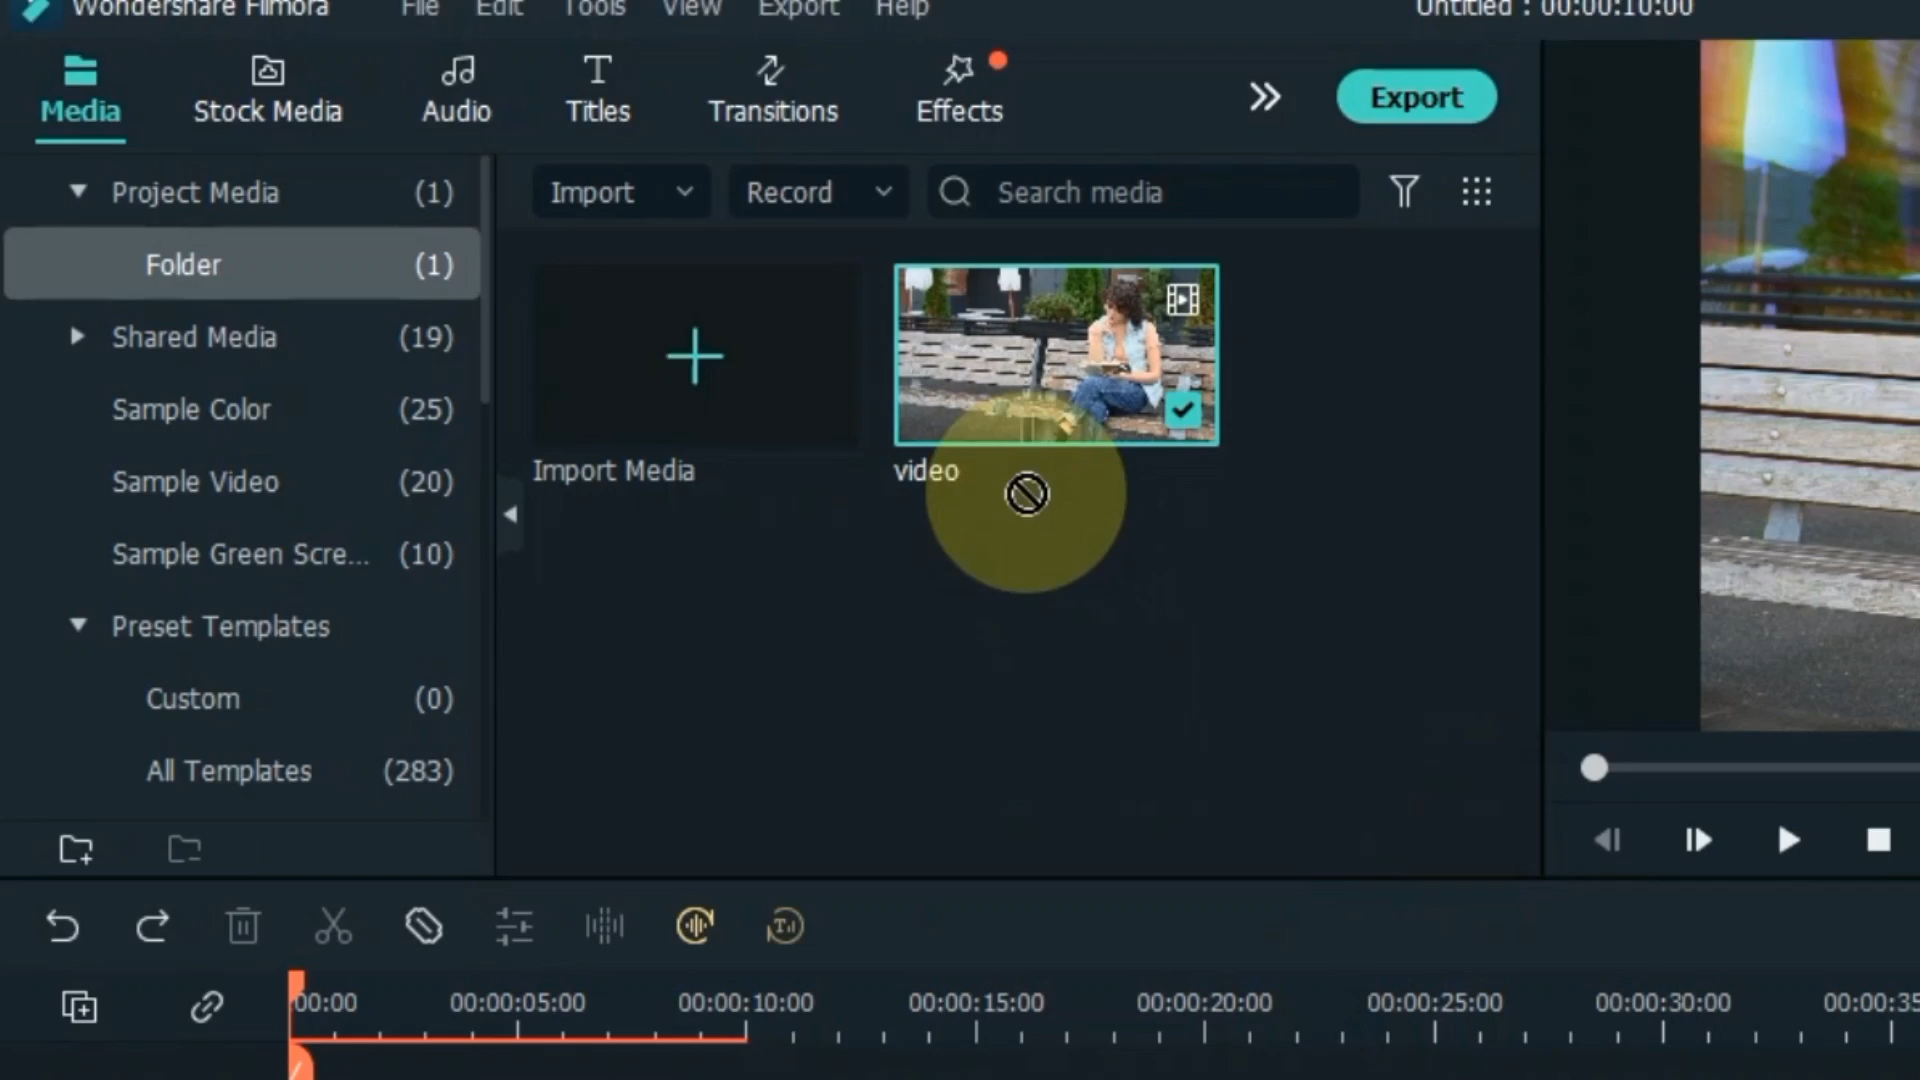 Wondershare Filmora File Edit Tools View Export Help Untitled : 00:00:10:00
Media Stock Media Audio Titles Transitions Effects Export
Project Media (1)
Import Record Search media
Folder (1)
Shared Media (19)
Sample Color (25)
Import Media video
Sample Video (20)
Sample Green Scre... (10)
Preset Templates
Custom (0)
All Templates (283)
00:00 00:00:05:00 00:00:10:00 00:00:15:00 00:00:20:00 00:00:25:00 00:00:30:00 00:00:35